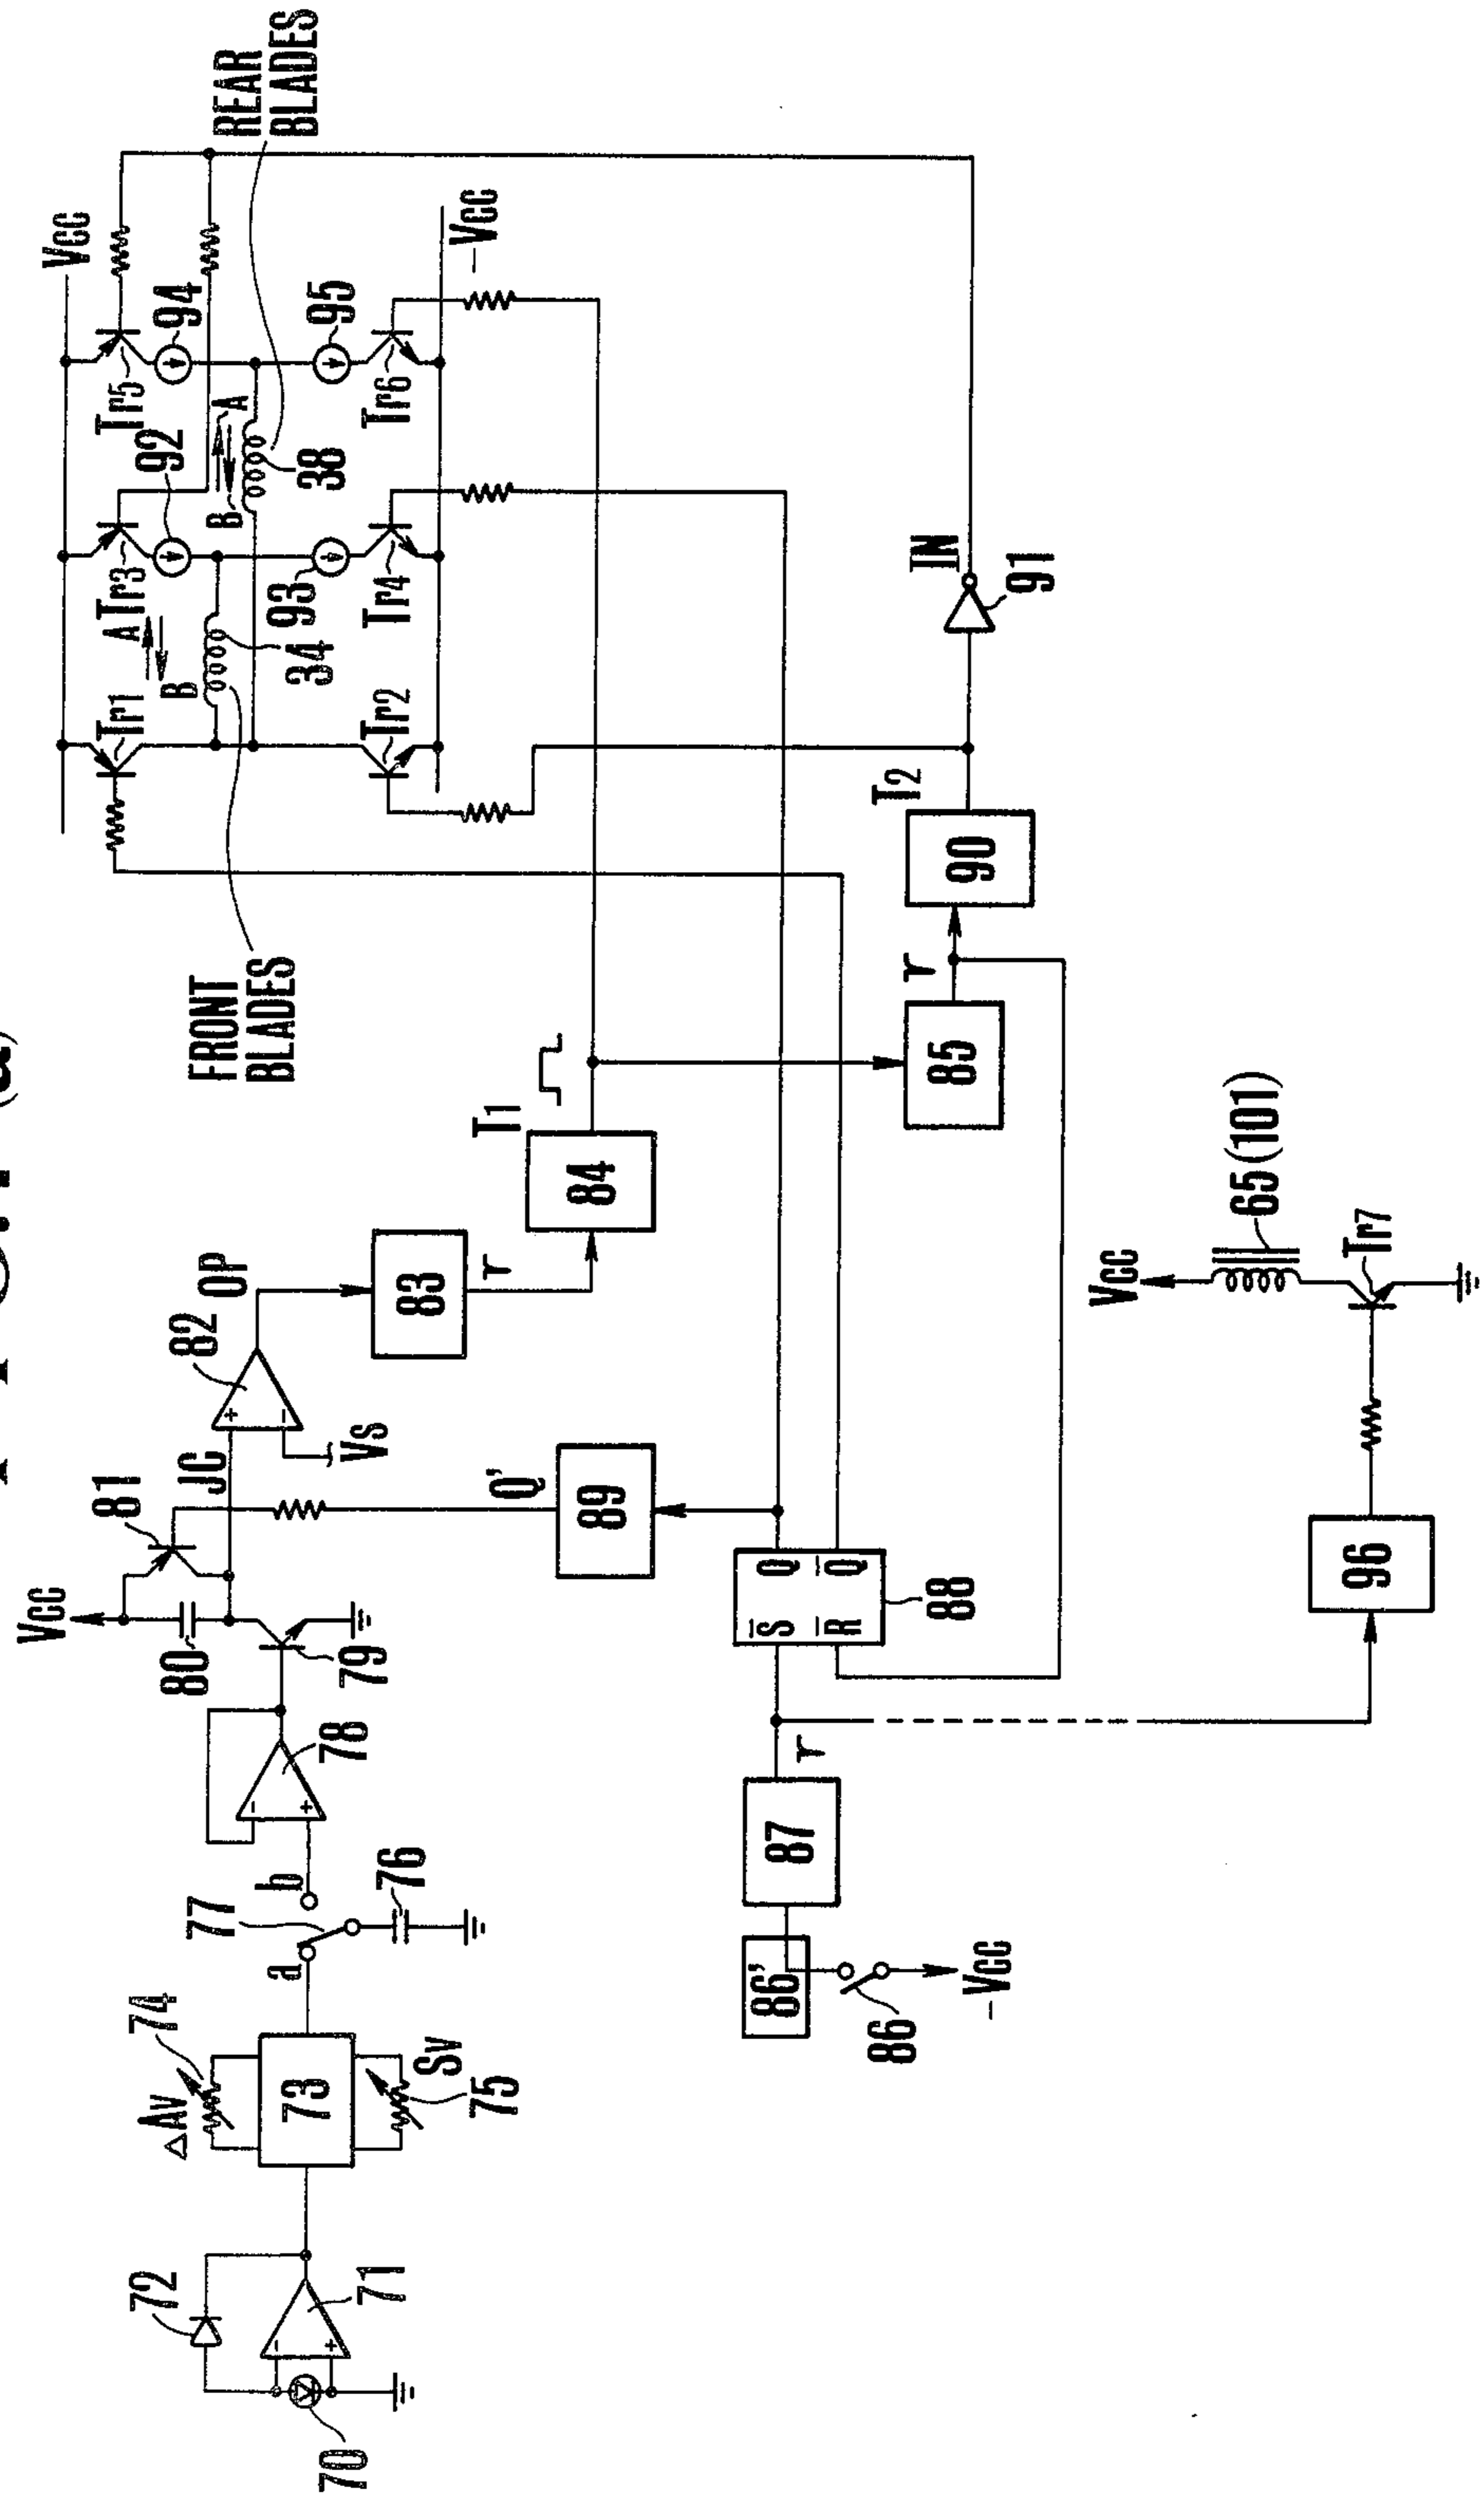 70
72
71
△AV
74
73
SV
75
a
77
b
76
−
+
78
79
80
Vcc
81
JC
+
−
82
OP
VS
83
r
84
T1
Q'
89
86'
86
−Vcc
87
r
S̅
R̅
Q
Q̅
88
85
r
90
T2
91
IN
96
Tr7
Vcc
65(101)
FRONT
BLADES
REAR
BLADES
Vcc
Tr1
A
B
34
Tr2
Tr3
92
93
Tr4
B
A
38
Tr5
94
95
Tr6
−Vcc